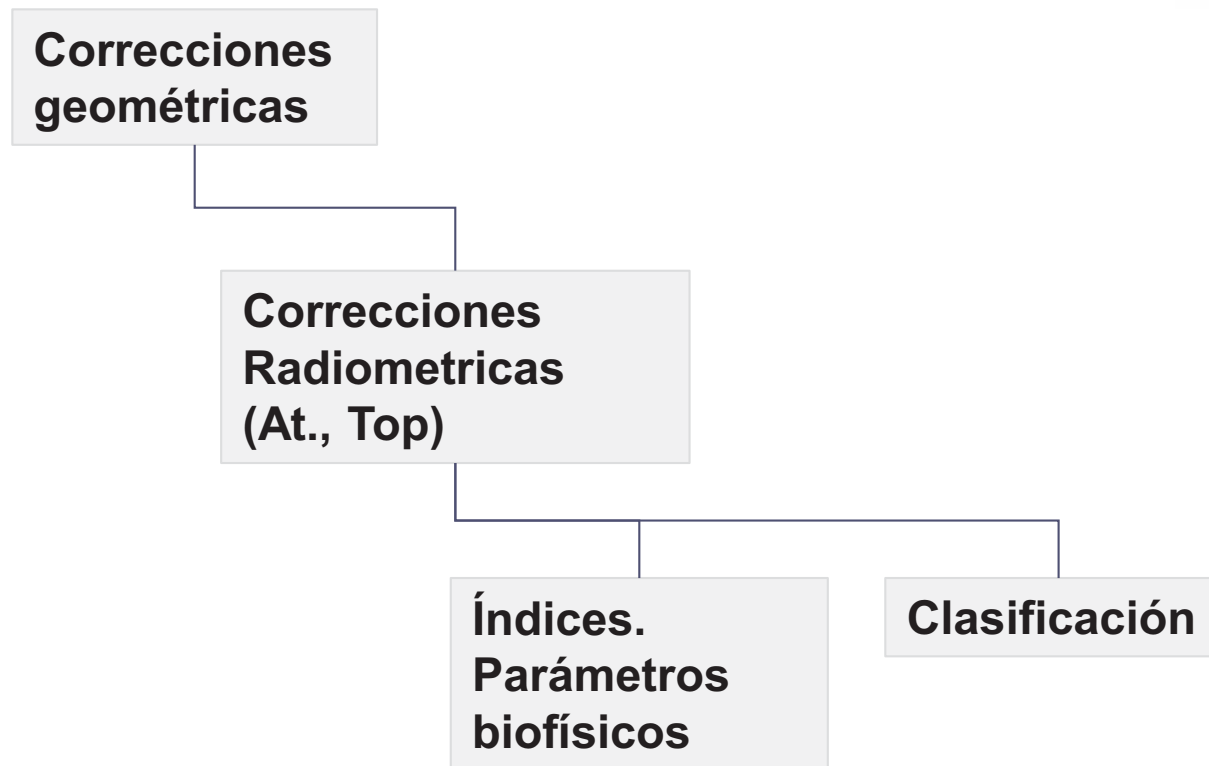 Correcciones
geométricas
Correcciones
Radiometricas
(At., Top)
Índices.
Parámetros
biofísicos
Clasificación